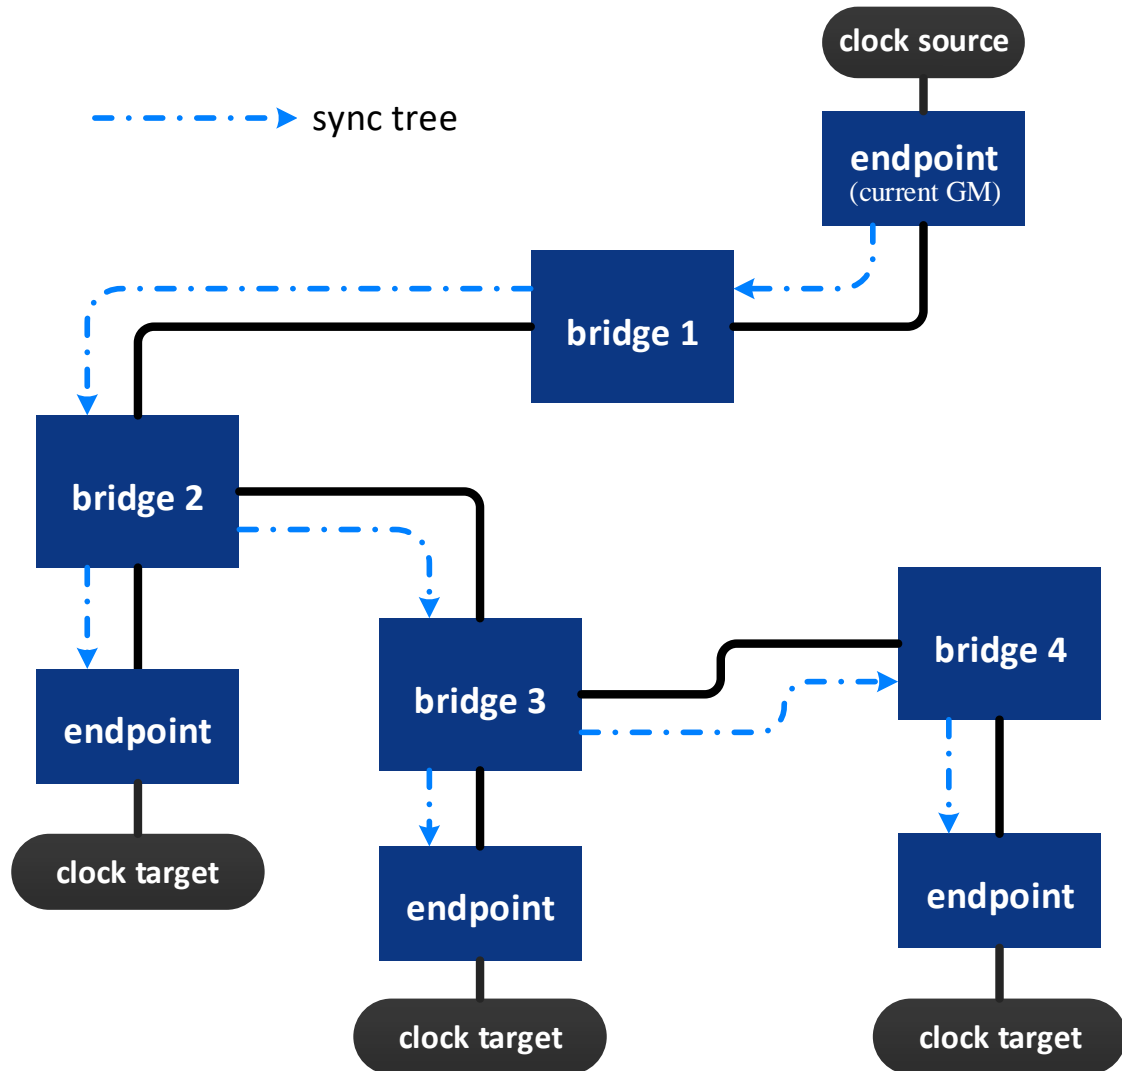 clock source
sync tree
endpoint
(current GM)
bridge 1
bridge 2
bridge 4
bridge 3
endpoint
clock target
endpoint
endpoint
clock target
clock target